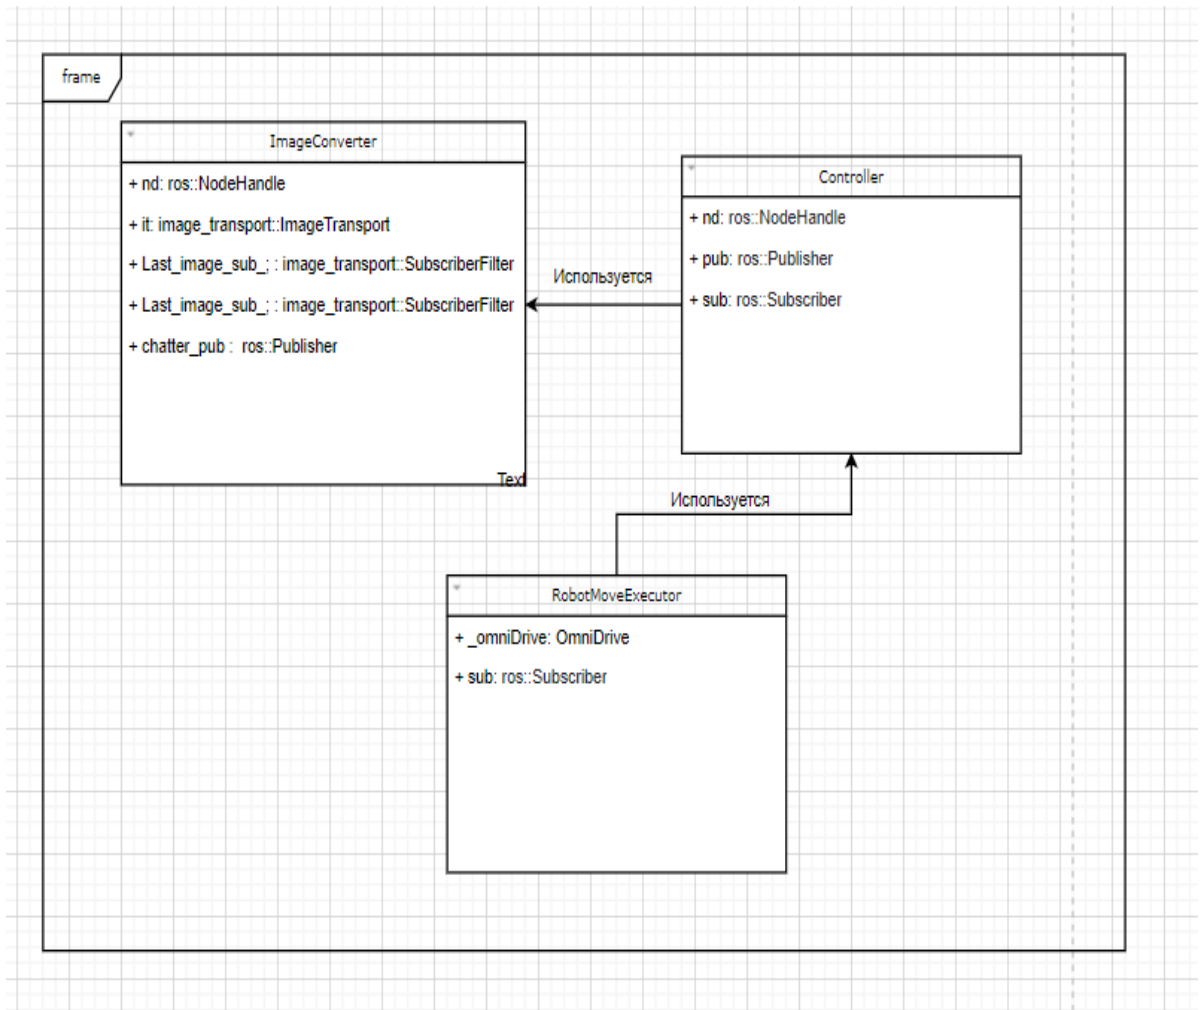 frame
ImageConverter
+ nd: ros::NodeHandle
+ it: image_transport::ImageTransport
+ Last_image_sub_; : image_transport::SubscriberFilter
+ Last_image_sub_; : image_transport::SubscriberFilter
+ chatter_pub : ros::Publisher
Text
Используется
Controller
+ nd: ros::NodeHandle
+ pub: ros::Publisher
+ sub: ros::Subscriber
Используется
RobotMoveExecutor
+ _omniDrive: OmniDrive
+ sub: ros::Subscriber